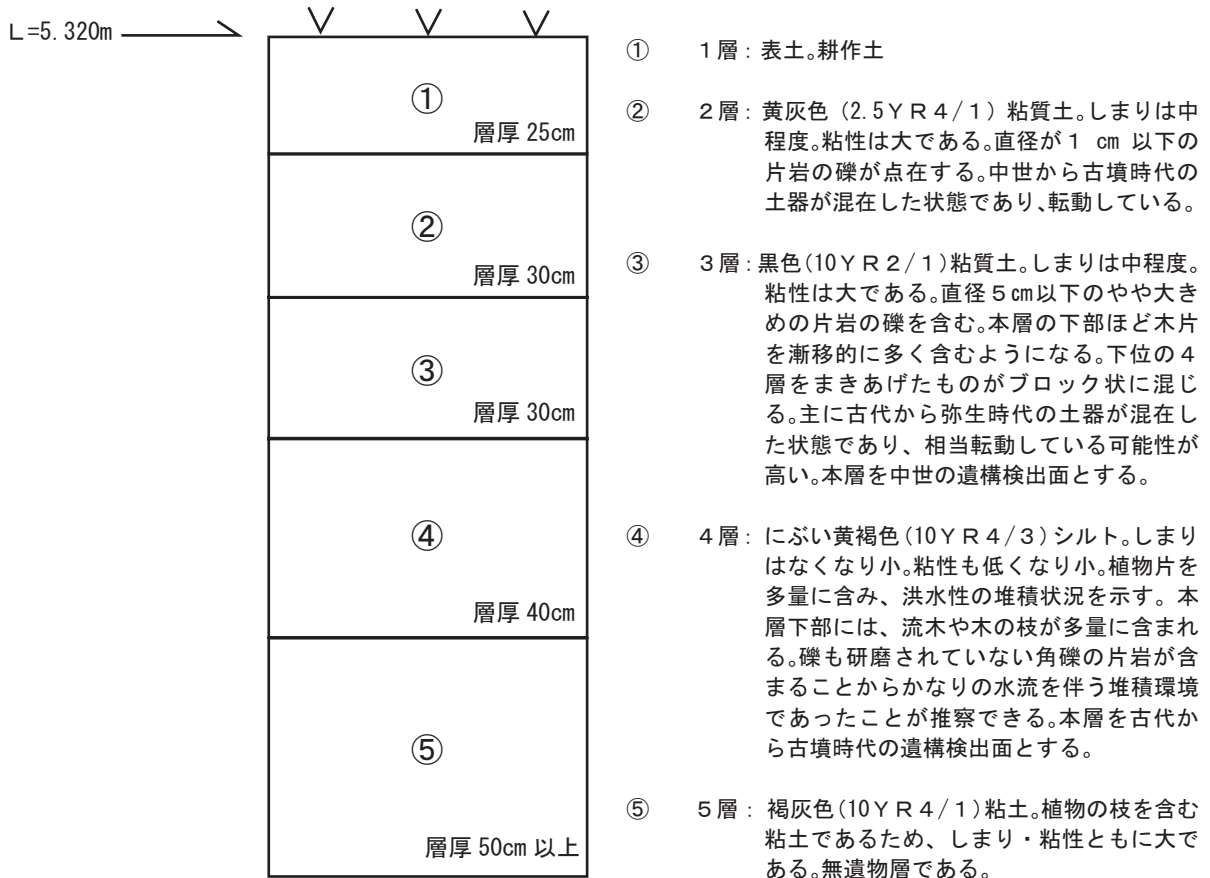 L=5.320m
①
層厚 25cm
②
層厚 30cm
③
層厚 30cm
④
層厚 40cm
⑤
層厚 50cm 以上
① 1層：表土。耕作土
② 2層：黄灰色（2.5YR4/1）粘質土。しまりは中
程度。粘性は大である。直径が1 cm 以下の
片岩の礫が点在する。中世から古墳時代の
土器が混在した状態であり、転動している。
③ 3層：黒色(10YR2/1)粘質土。しまりは中程度。
粘性は大である。直径5㎝以下のやや大き
めの片岩の礫を含む。本層の下部ほど木片
を漸移的に多く含むようになる。下位の4
層をまきあげたものがブロック状に混じ
る。主に古代から弥生時代の土器が混在し
た状態であり、相当転動している可能性が
高い。本層を中世の遺構検出面とする。
④ 4層：にぶい黄褐色(10YR4/3)シルト。しまり
はなくなり小。粘性も低くなり小。植物片を
多量に含み、洪水性の堆積状況を示す。本
層下部には、流木や木の枝が多量に含まれ
る。礫も研磨されていない角礫の片岩が含
まることからかなりの水流を伴う堆積環境
であったことが推察できる。本層を古代か
ら古墳時代の遺構検出面とする。
⑤ 5層：褐灰色(10YR4/1)粘土。植物の枝を含む
粘土であるため、しまり・粘性ともに大で
ある。無遺物層である。